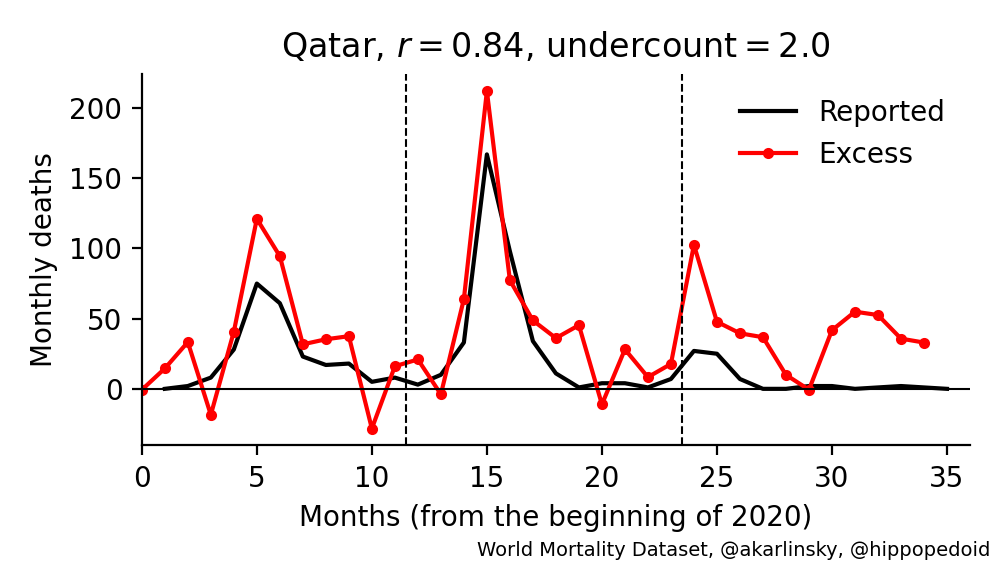 Qatar, r = 0.84, undercount = 2.0
Monthly deaths
200
150
100
50
0
Reported
Excess
0 5 10 15 20 25 30 35
Months (from the beginning of 2020)
World Mortality Dataset, @akarlinsky, @hippopedoid